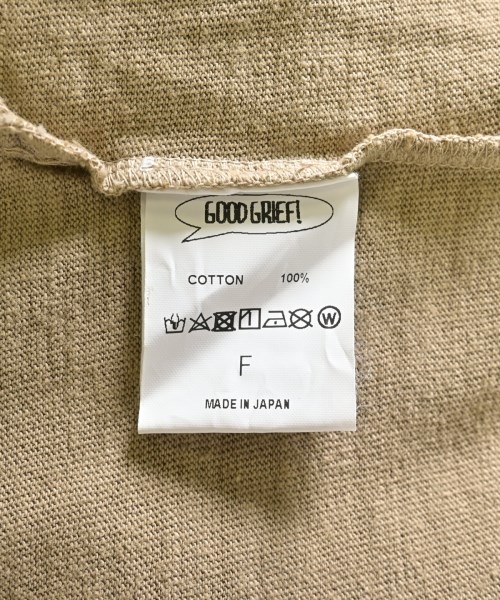 GOOD GRIEF!
COTTON 100%
W
F
MADE IN JAPAN